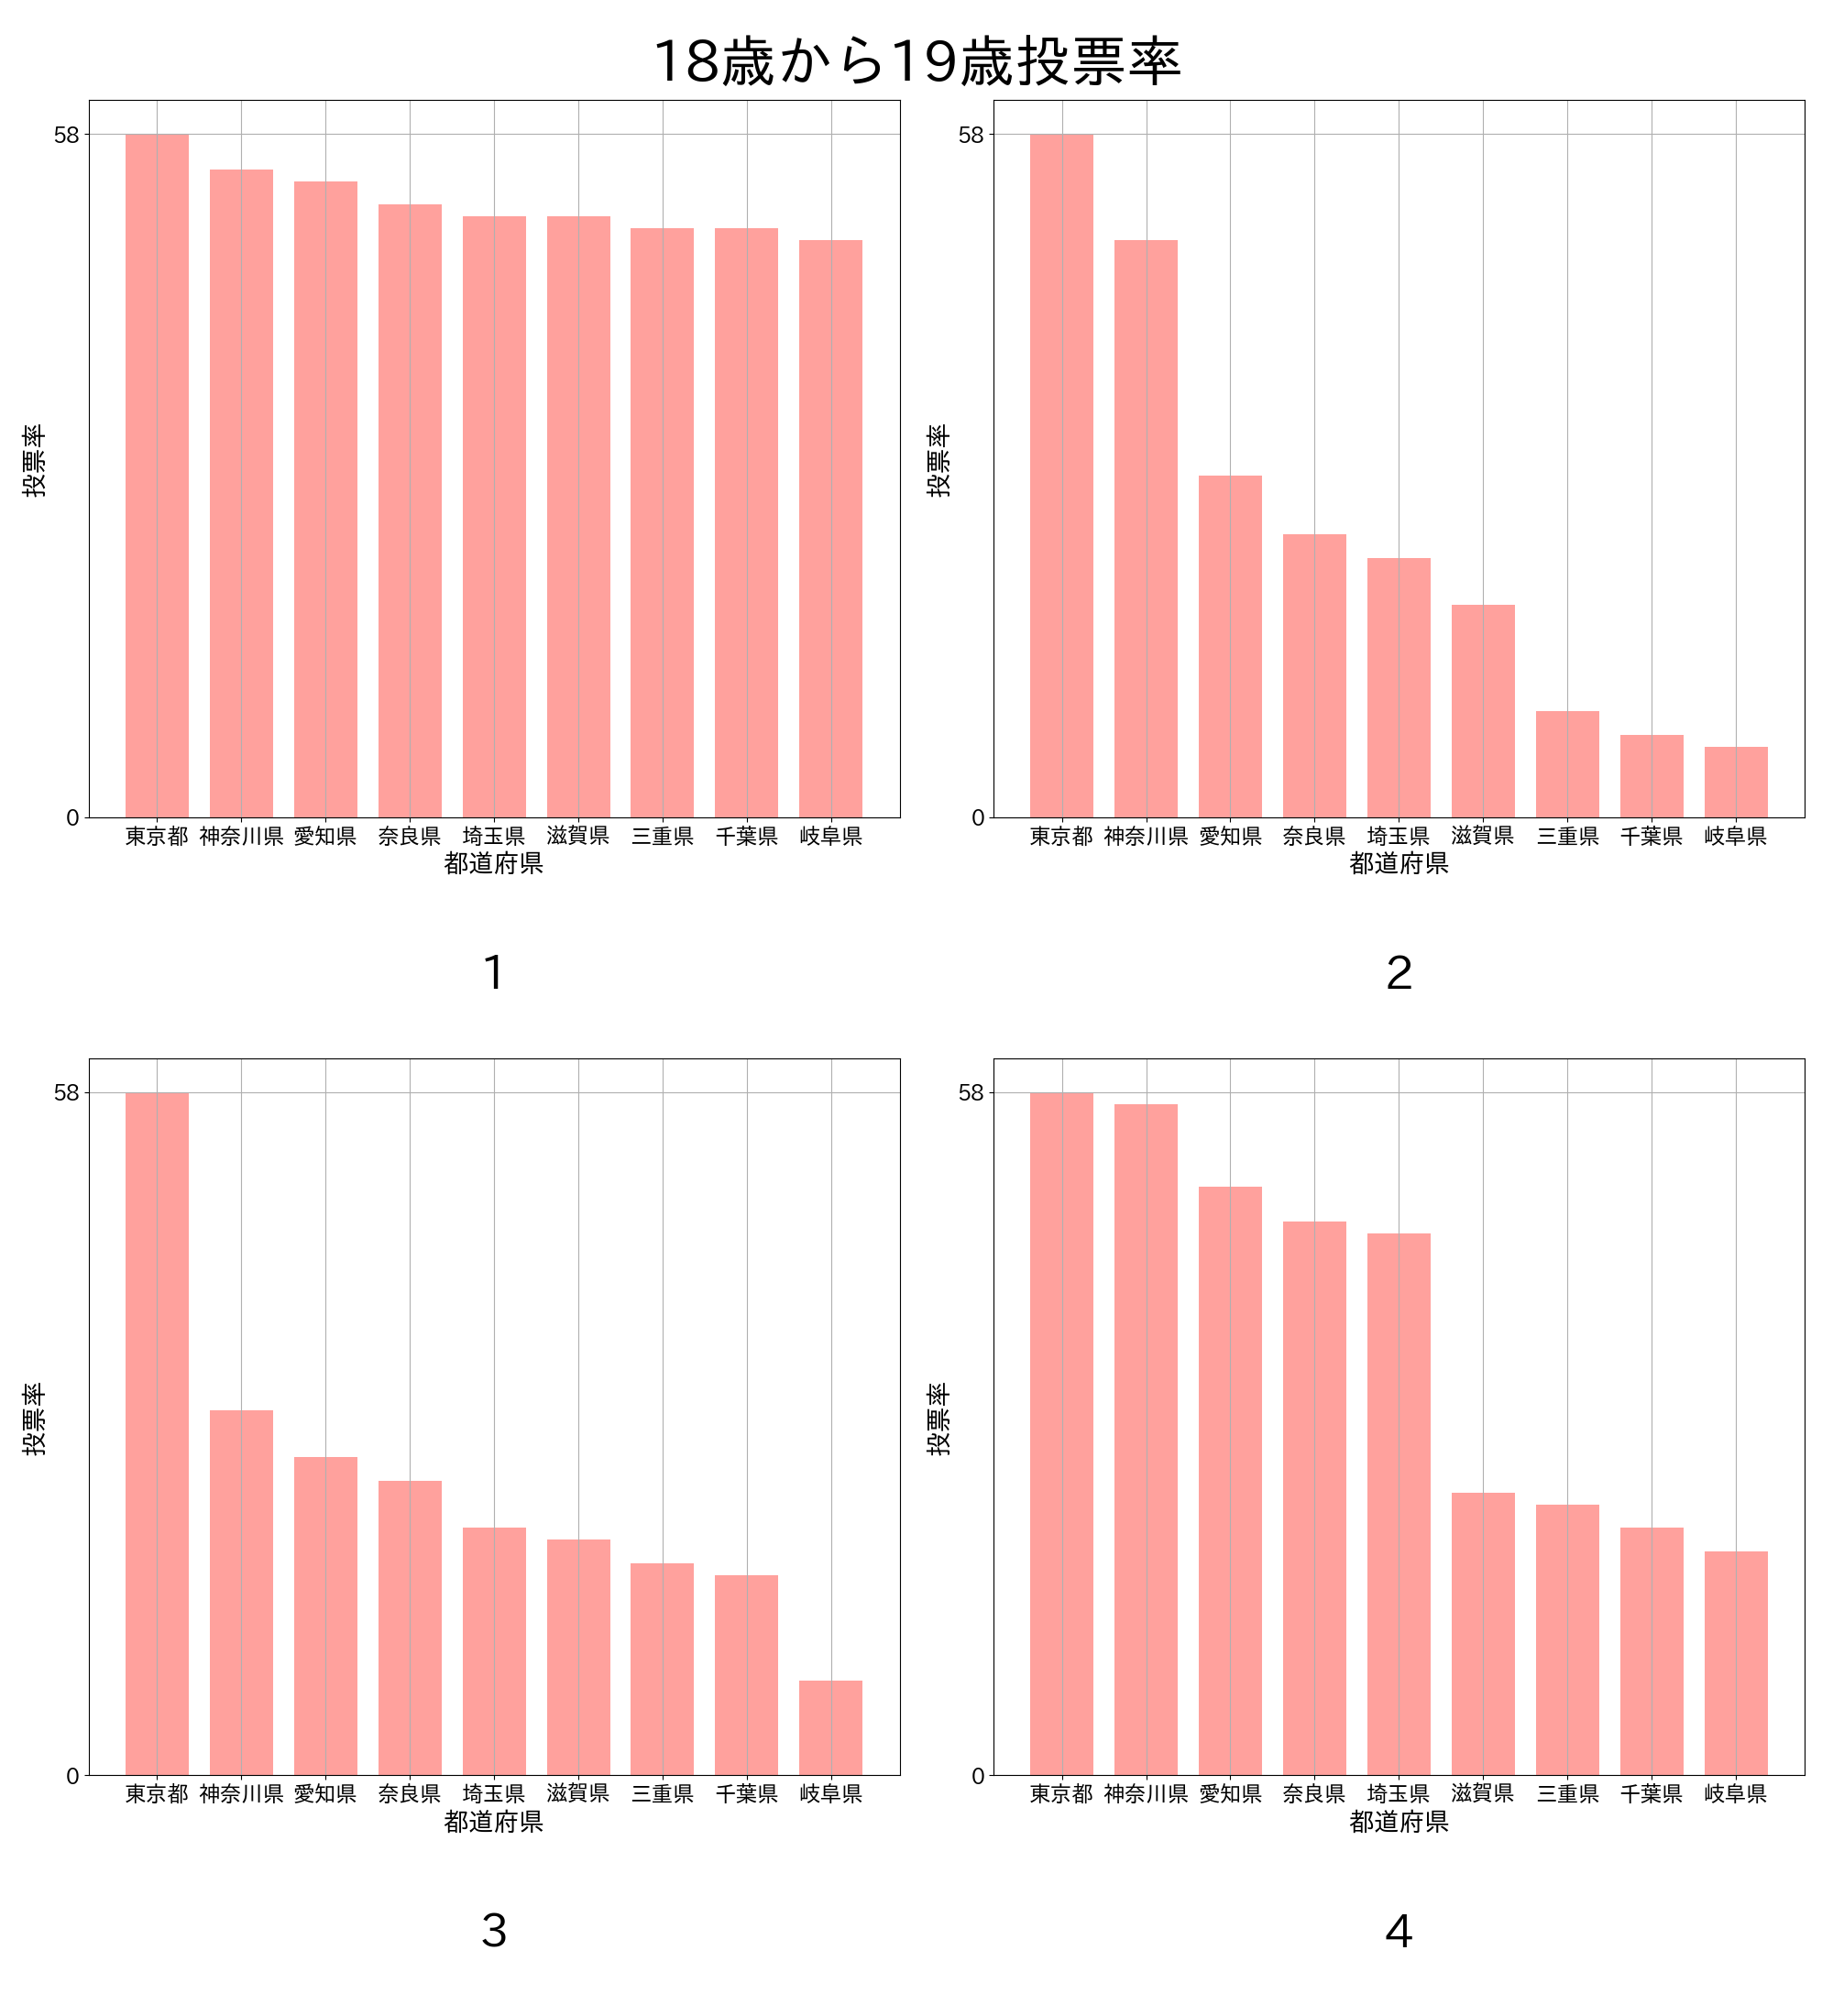 18歳から19歳投票率
58
0
投票率
東京都 神奈川県 愛知県 奈良県 埼玉県 滋賀県 三重県 千葉県 岐阜県
都道府県
1
58
0
投票率
東京都 神奈川県 愛知県 奈良県 埼玉県 滋賀県 三重県 千葉県 岐阜県
都道府県
2
58
0
投票率
東京都 神奈川県 愛知県 奈良県 埼玉県 滋賀県 三重県 千葉県 岐阜県
都道府県
3
58
0
投票率
東京都 神奈川県 愛知県 奈良県 埼玉県 滋賀県 三重県 千葉県 岐阜県
都道府県
4